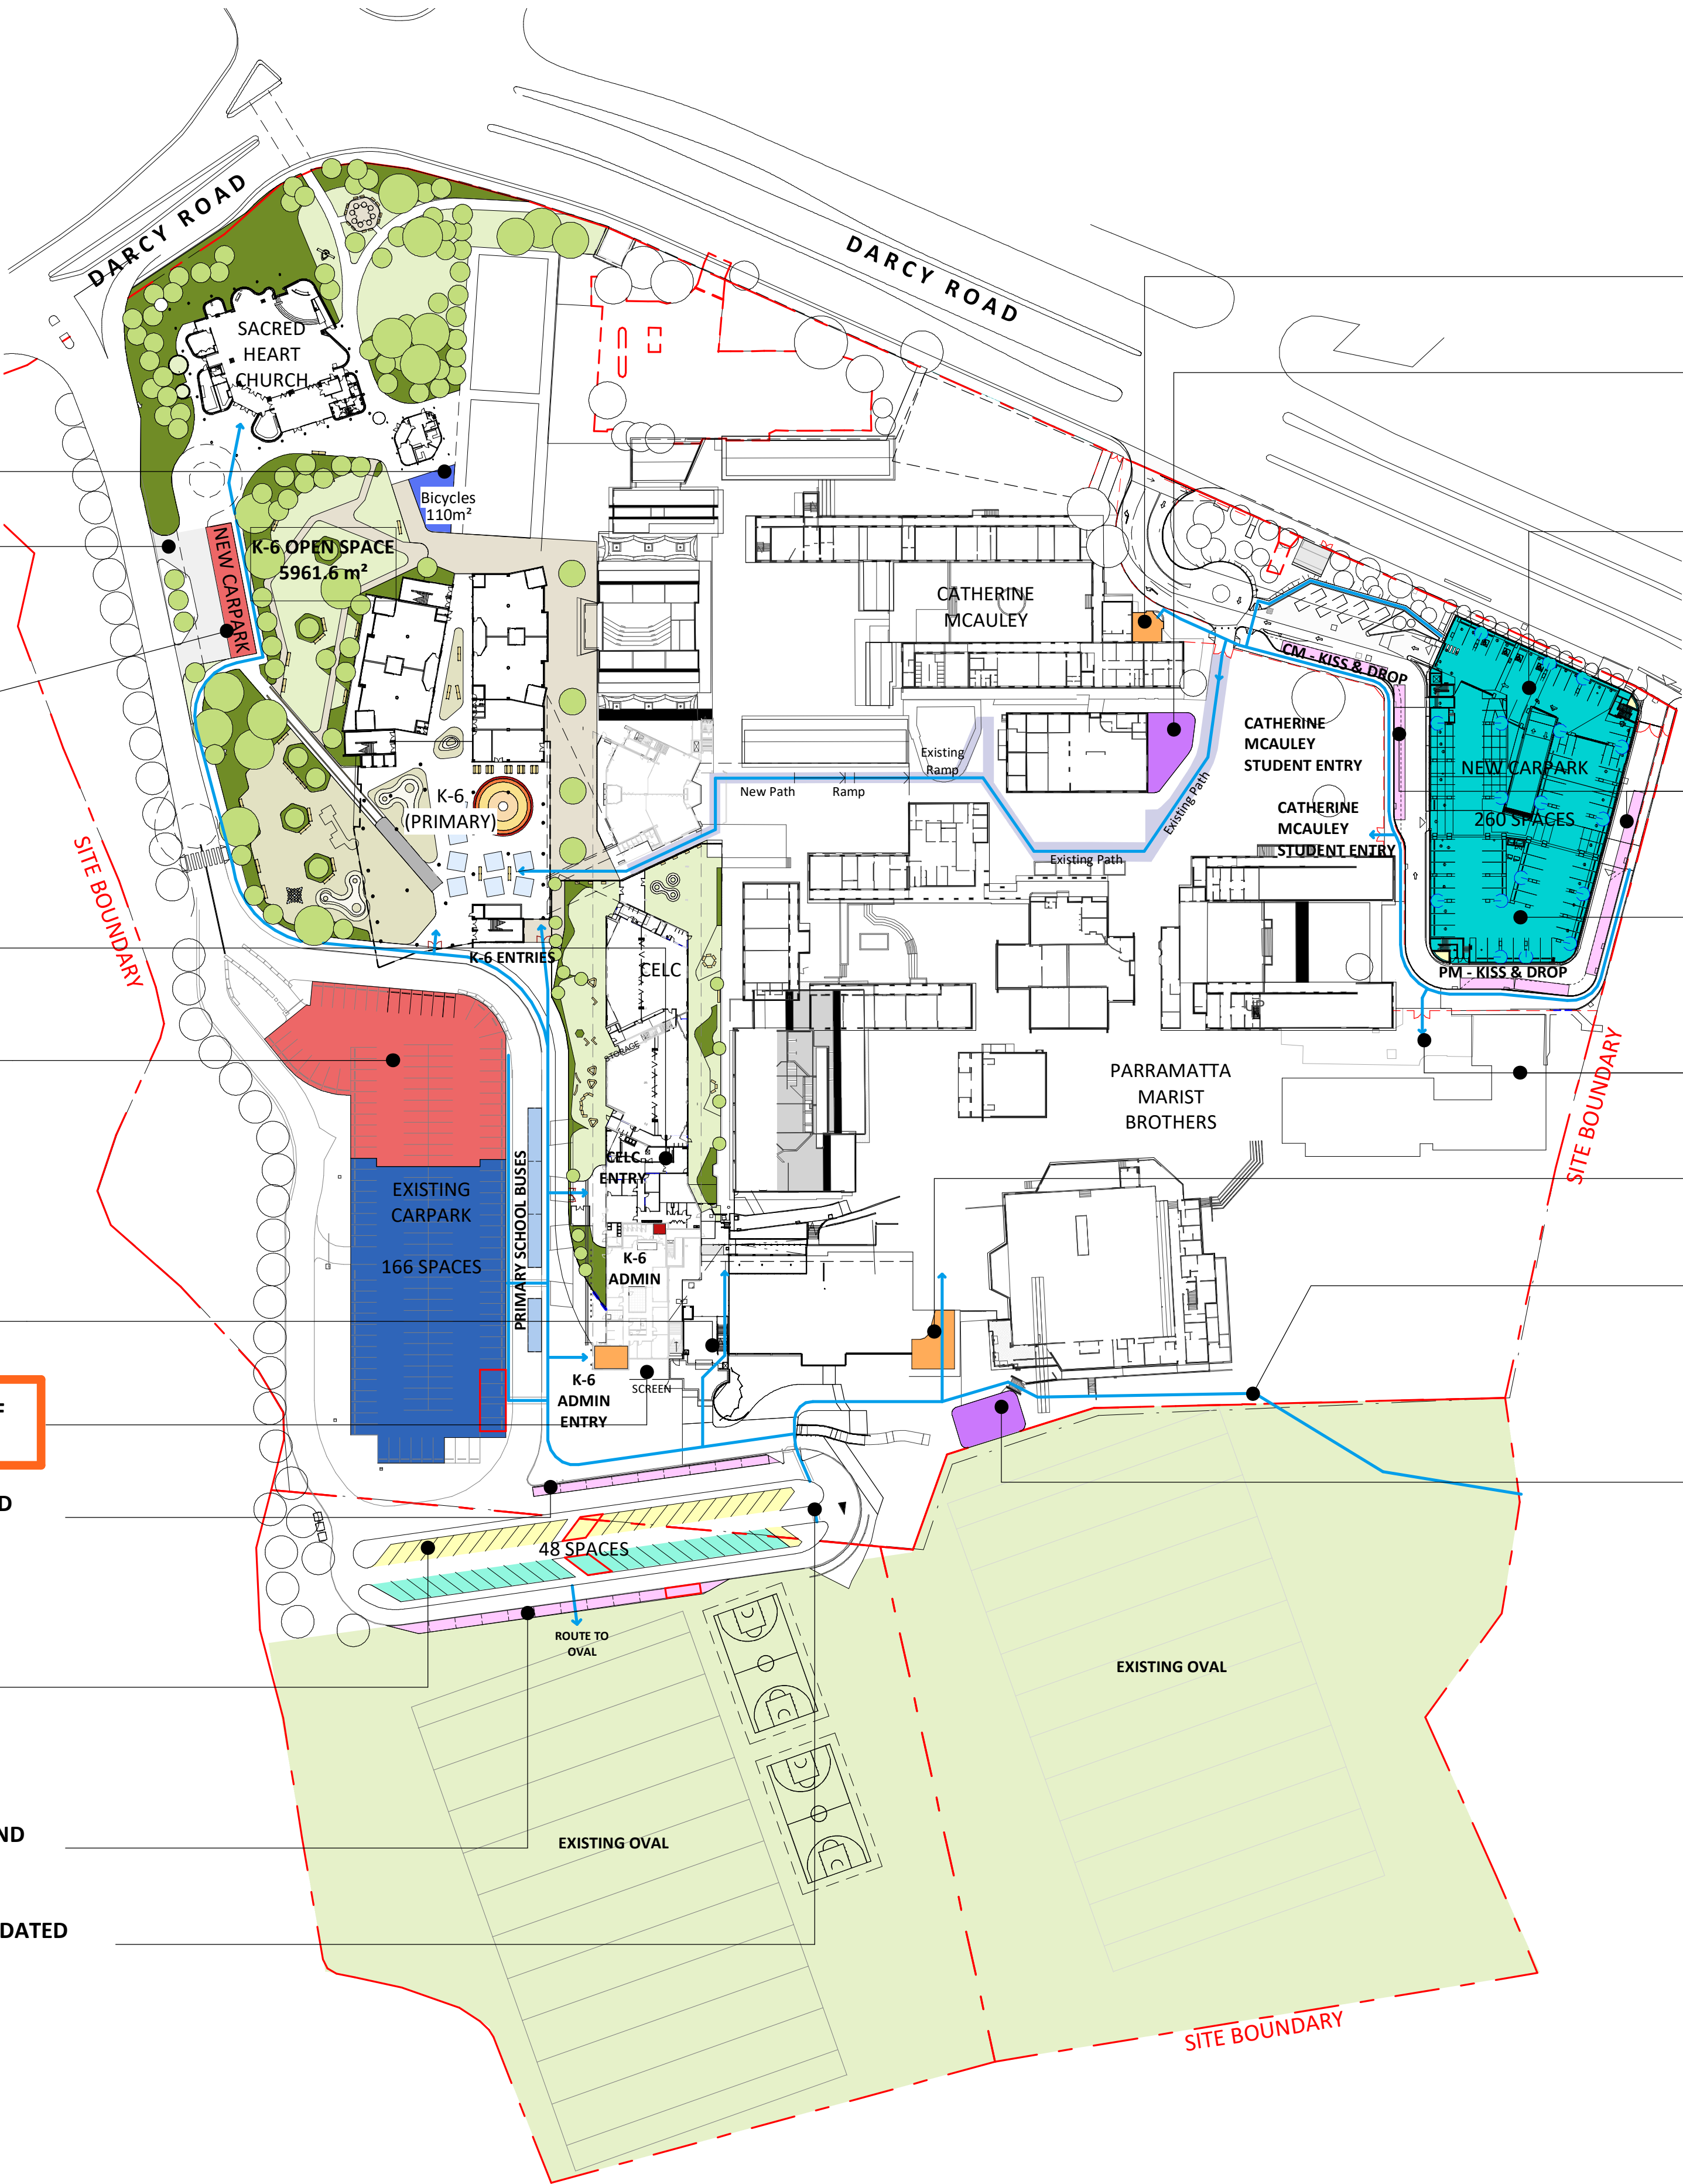 DARCY ROAD
DARCY ROAD
SACRED
HEART
CHURCH
Bicycles
110m²
NEW CARPARK
K-6 OPEN SPACE
5961.6 m²
CATHERINE
MCAULEY
CM - KISS & DROP
CATHERINE
MCAULEY
STUDENT ENTRY
CATHERINE
MCAULEY
STUDENT ENTRY
NEW CARPARK
260 SPACES
PM - KISS & DROP
Existing
Ramp
New Path
Ramp
Existing Path
Existing Path
K-6
(PRIMARY)
SITE BOUNDARY
K-6 ENTRIES
CELC
STORAGE
PARRAMATTA
MARIST
BROTHERS
SITE BOUNDARY
CELC
ENTRY
EXISTING
CARPARK
166 SPACES
PRIMARY SCHOOL BUSES
K-6
ADMIN
SCREEN
K-6
ADMIN
ENTRY
F
D
48 SPACES
ROUTE TO
OVAL
EXISTING OVAL
EXISTING OVAL
ND
DATED
SITE BOUNDARY